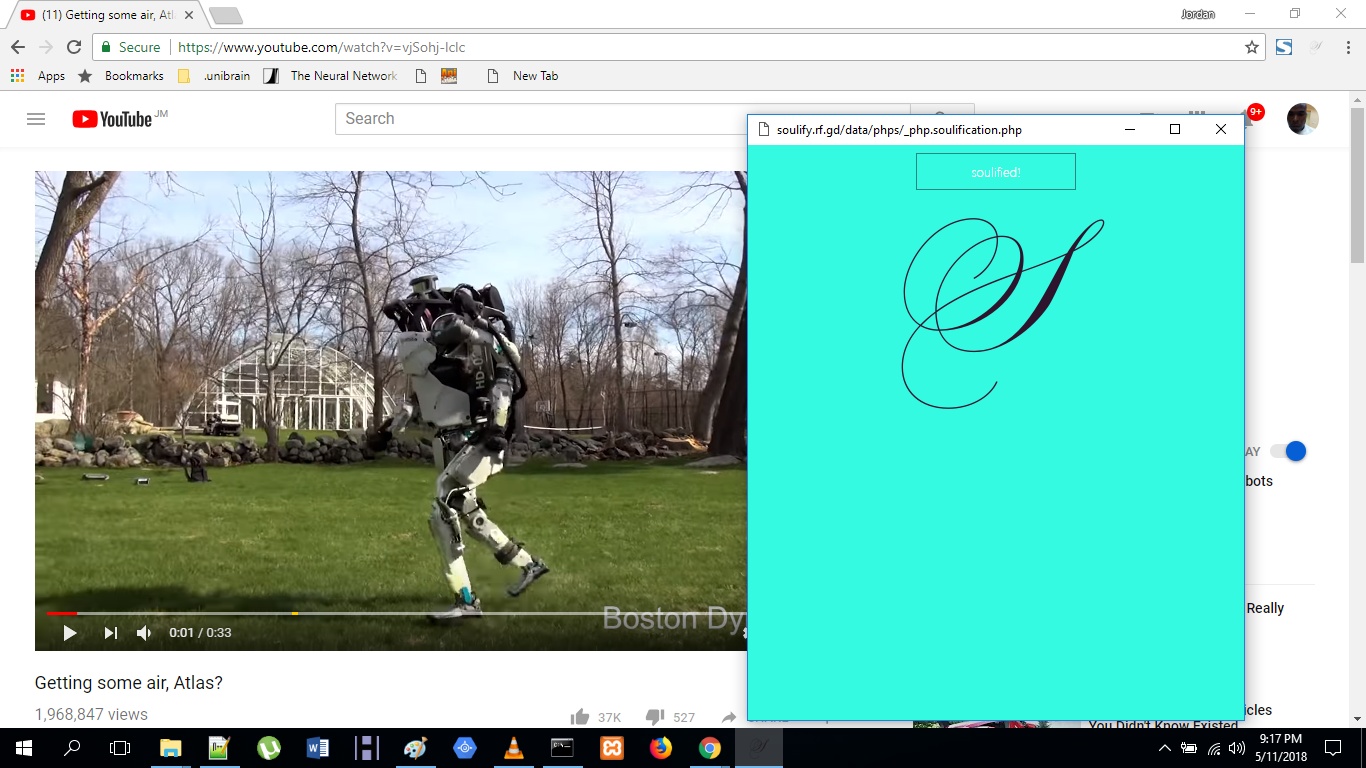 (11) Getting some air, Atl
Jordan
Secure
https://www.youtube.com/watch?v=vjSohj-Iclc
Apps
Bookmarks
.unibrain
The Neural Network
New Tab
YouTube JM
Search
9+
soulify.rf.gd/data/phps/_php.soulification.php
soulified!
S
HD-0
Boston Dy
0:01 / 0:33
AY
bots
Really
icles
You Didn't Know Existed
Getting some air, Atlas?
1,968,847 views
37K
527
9:17 PM
5/11/2018